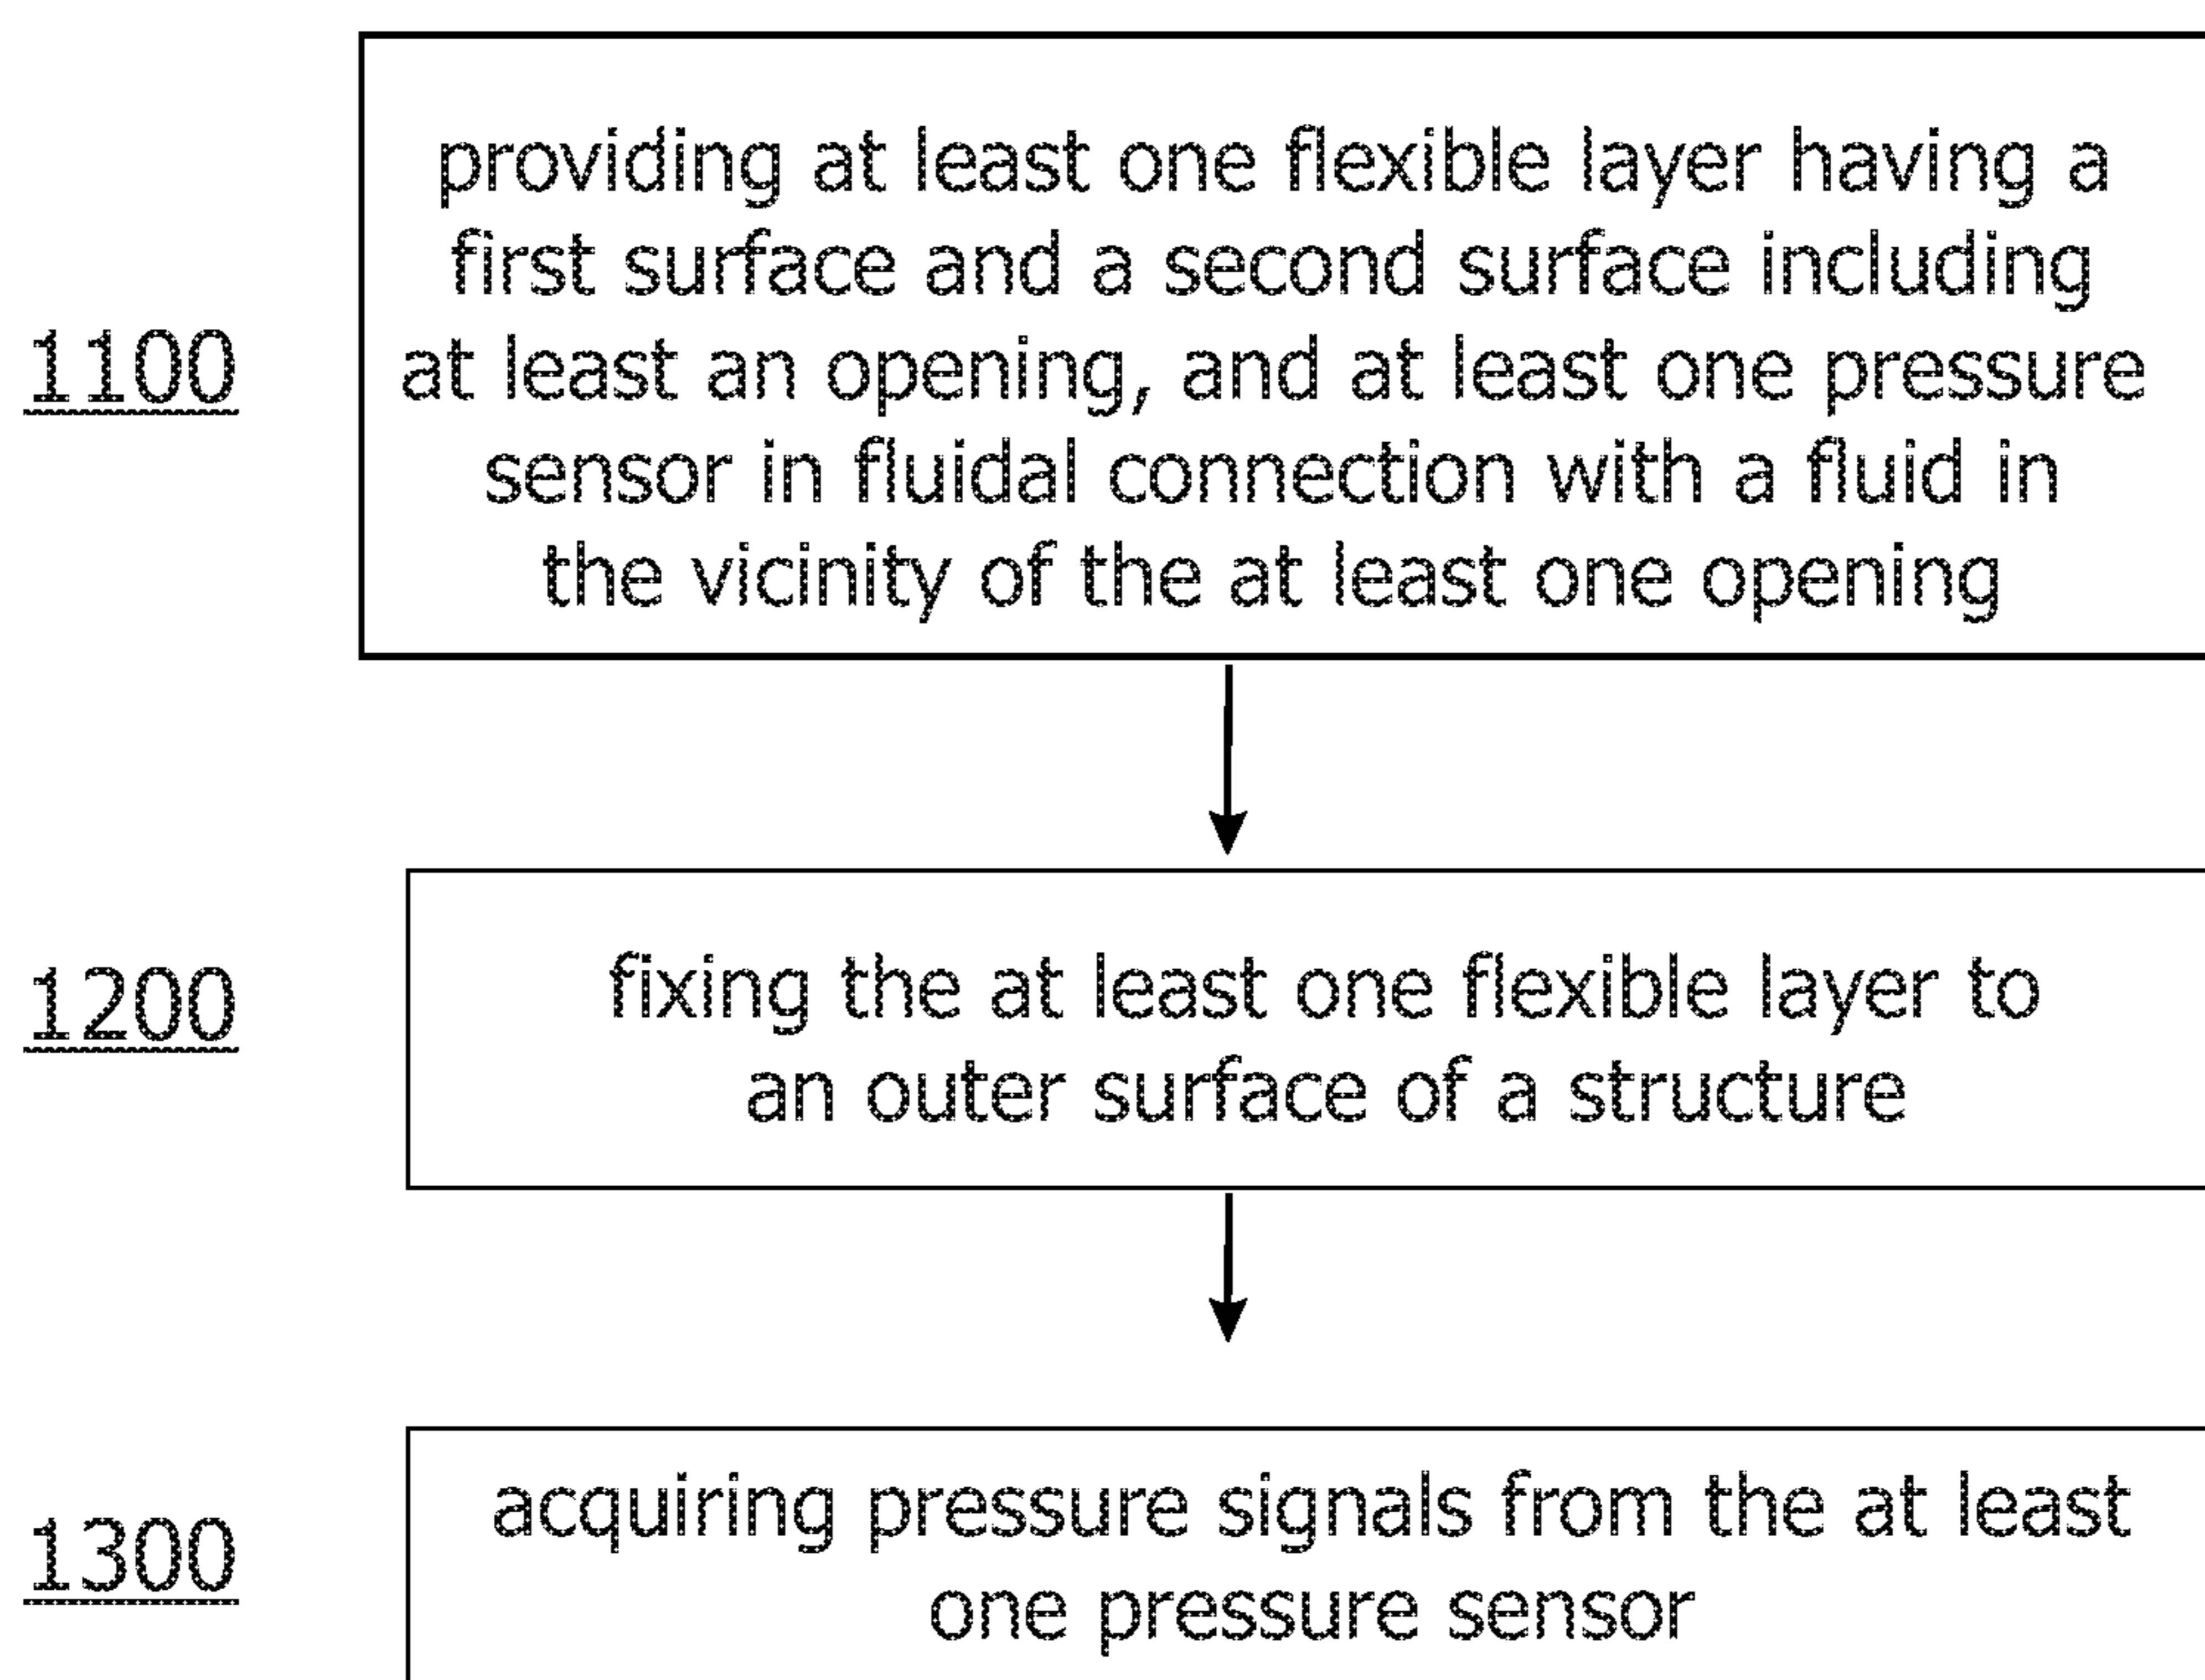 providing at least one flexible layer having a
first surface and a second surface including
1100
at least an opening, and at least one pressure
sensor in fluidal connection with a fluid in
the vicinity of the at least one opening
1200
fixing the at least one flexible layer to
an outer surface of a structure
1300
acquiring pressure signals from the at least
one pressure sensor